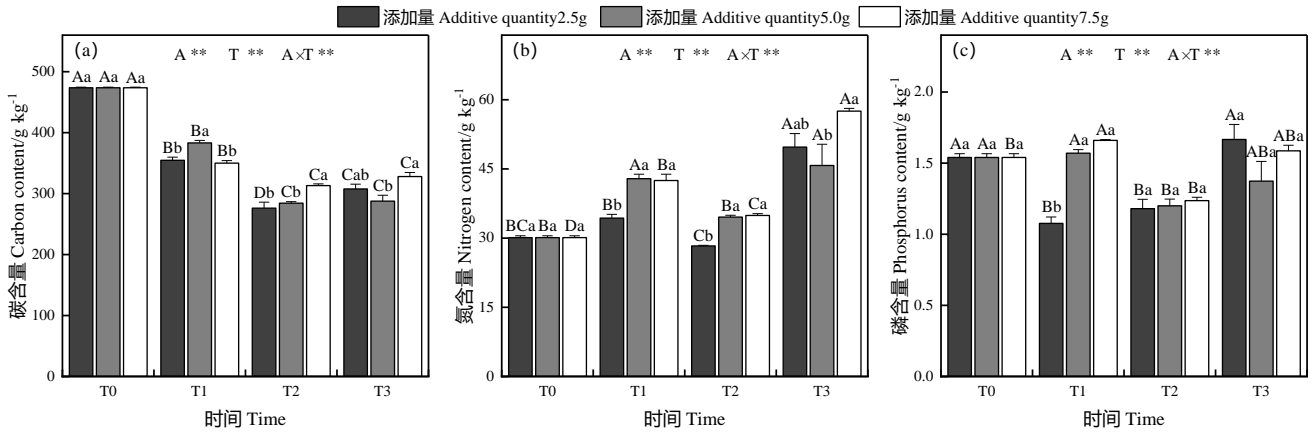 添加量 Additive quantity2.5g 添加量 Additive quantity5.0g 添加量 Additive quantity7.5g
(a) A ** T ** A×T **
碳含量 Carbon content/g kg-1
500
400
300
200
100
0
Aa Aa Aa
Bb Ba Bb
Db Cb Ca
Cab Cb Ca
T0 T1 T2 T3
时间 Time
(b) A ** T ** A×T **
氮含量 Nitrogen content/g kg-1
60
45
30
15
0
BCa Ba Da
Bb Aa Ba
Cb Ba Ca
Aab Ab Aa
T0 T1 T2 T3
时间 Time
(c) A ** T ** A×T **
磷含量 Phosphorus content/g kg-1
2.0
1.5
1.0
0.5
0.0
Aa Aa Ba
Bb Aa Aa
Ba Ba Ba
Aa ABa ABa
T0 T1 T2 T3
时间 Time